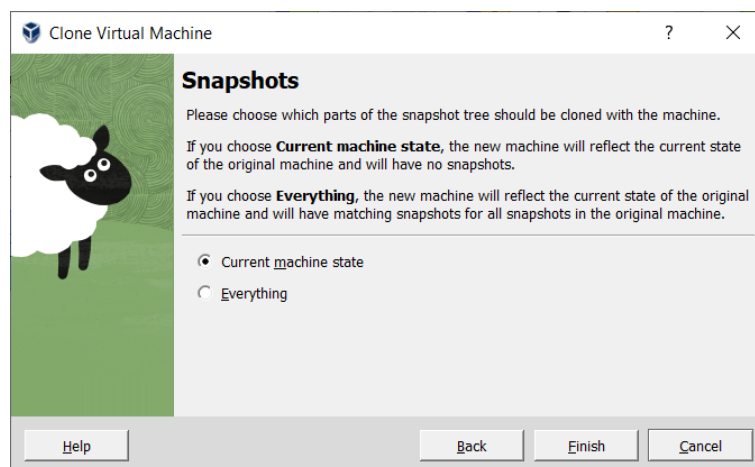 Clone Virtual Machine
Snapshots
Please choose which parts of the snapshot tree should be cloned with the machine.
If you choose Current machine state, the new machine will reflect the current state
of the original machine and will have no snapshots.
If you choose Everything, the new machine will reflect the current state of the original
machine and will have matching snapshots for all snapshots in the original machine.
Current machine state
Everything
Help Back Finish Cancel